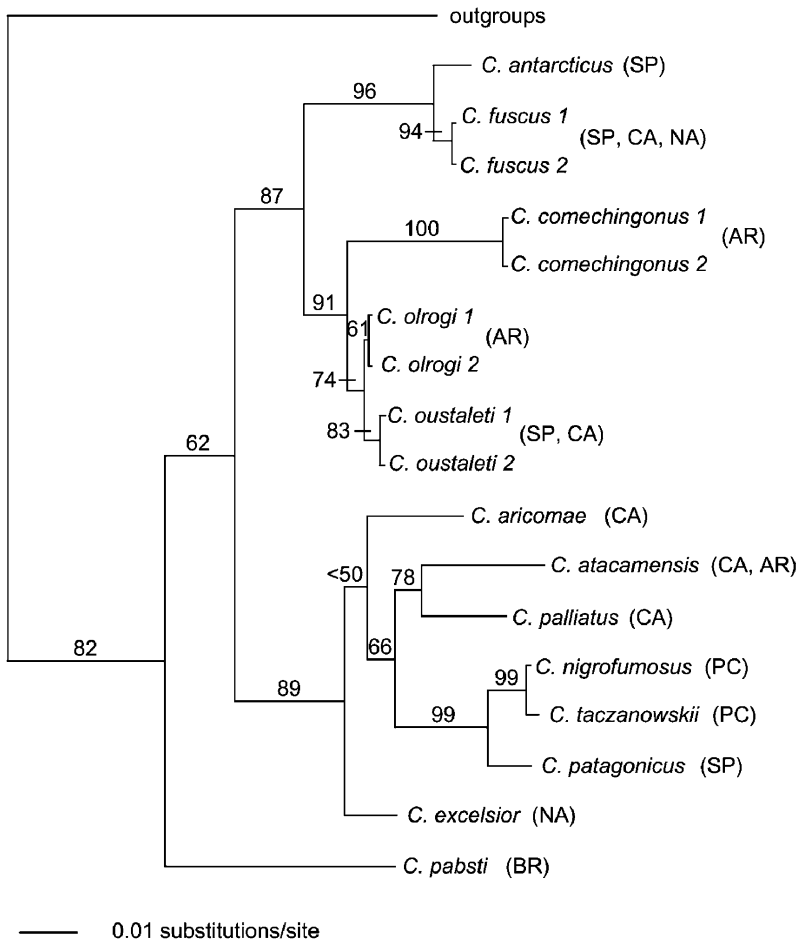 outgroups
C. antarcticus (SP)
96
C. fuscus 1
94
(SP, CA, NA)
C. fuscus 2
87
C. comechingonus 1
100
(AR)
C. comechingonus 2
91
C. olrogi 1
61
(AR)
C. olrogi 2
74
C. oustaleti 1
83
(SP, CA)
C. oustaleti 2
62
C. aricomae (CA)
<50
C. atacamensis (CA, AR)
78
C. palliatus (CA)
66
C. nigrofumosus (PC)
99
89
99
C. taczanowskii (PC)
C. patagonicus (SP)
82
C. excelsior (NA)
C. pabsti (BR)
0.01 substitutions/site